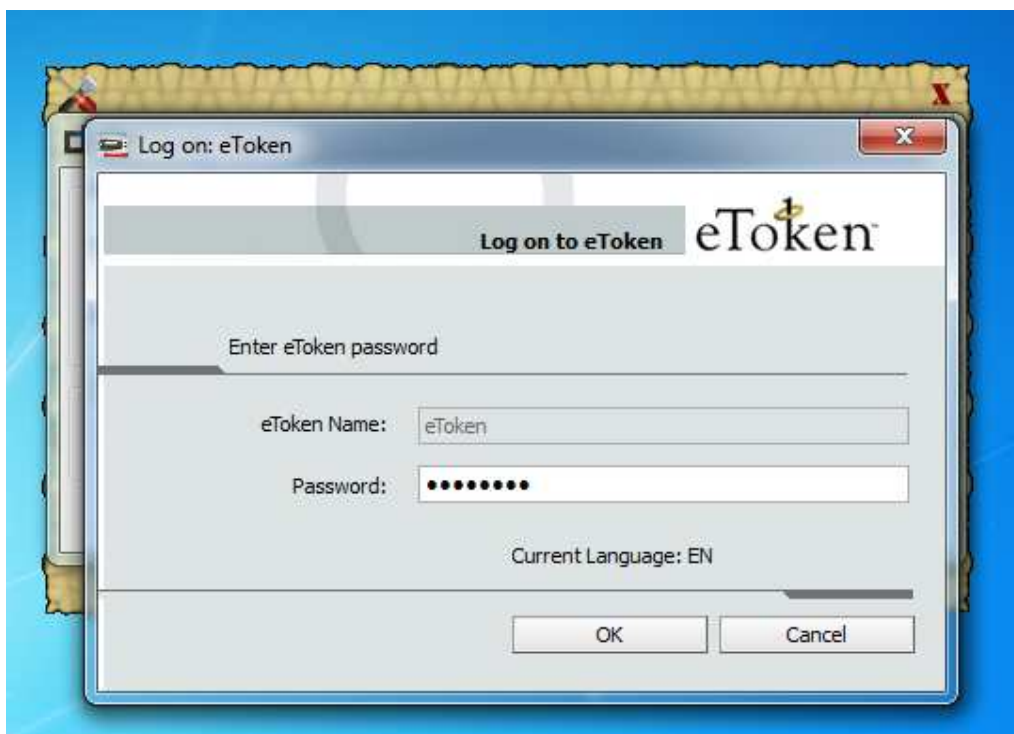 X
Log on: eToken
Log on to eToken
eToken
Enter eToken password
eToken Name:
eToken
Password:
••••••••
Current Language: EN
OK
Cancel